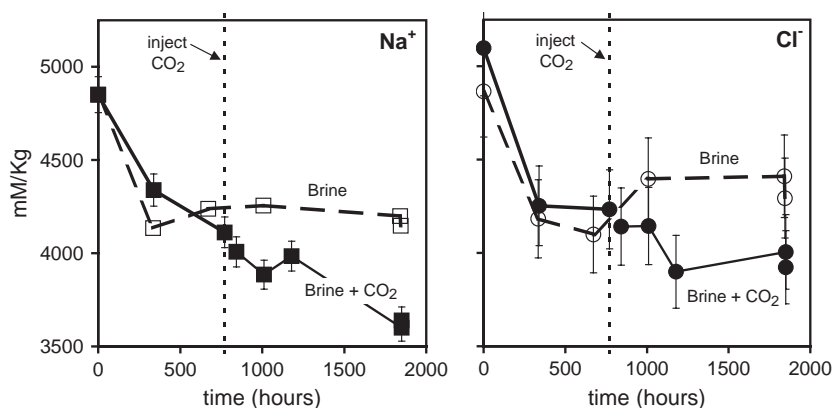 inject
CO2
Na+
5000
4500
4000
3500
mM/Kg
Brine
Brine + CO2
0
500
1000
1500
2000
time (hours)
inject
CO2
Cl-
Brine
Brine + CO2
0
500
1000
1500
2000
time (hours)